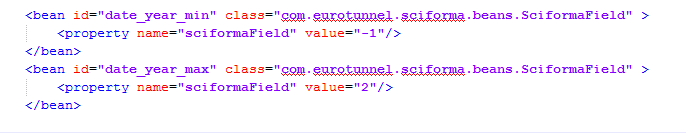 <bean id="date_year_min" class="com.eurotunnel.sciforma.beans.SciformaField" >
<property name="sciformaField" value="-1"/>
</bean>
<bean id="date_year_max" class="com.eurotunnel.sciforma.beans.SciformaField" >
<property name="sciformaField" value="2"/>
</bean>